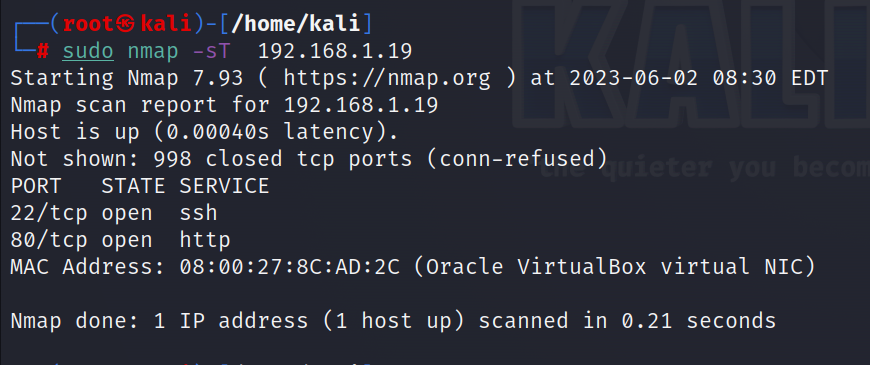 ┌──(root㉿kali)-[/home/kali]
└─# sudo nmap -sT  192.168.1.19
Starting Nmap 7.93 ( https://nmap.org ) at 2023-06-02 08:30 EDT
Nmap scan report for 192.168.1.19
Host is up (0.00040s latency).
Not shown: 998 closed tcp ports (conn-refused)
PORT   STATE SERVICE
22/tcp open  ssh
80/tcp open  http
MAC Address: 08:00:27:8C:AD:2C (Oracle VirtualBox virtual NIC)
Nmap done: 1 IP address (1 host up) scanned in 0.21 seconds
KALI
the quieter you becom